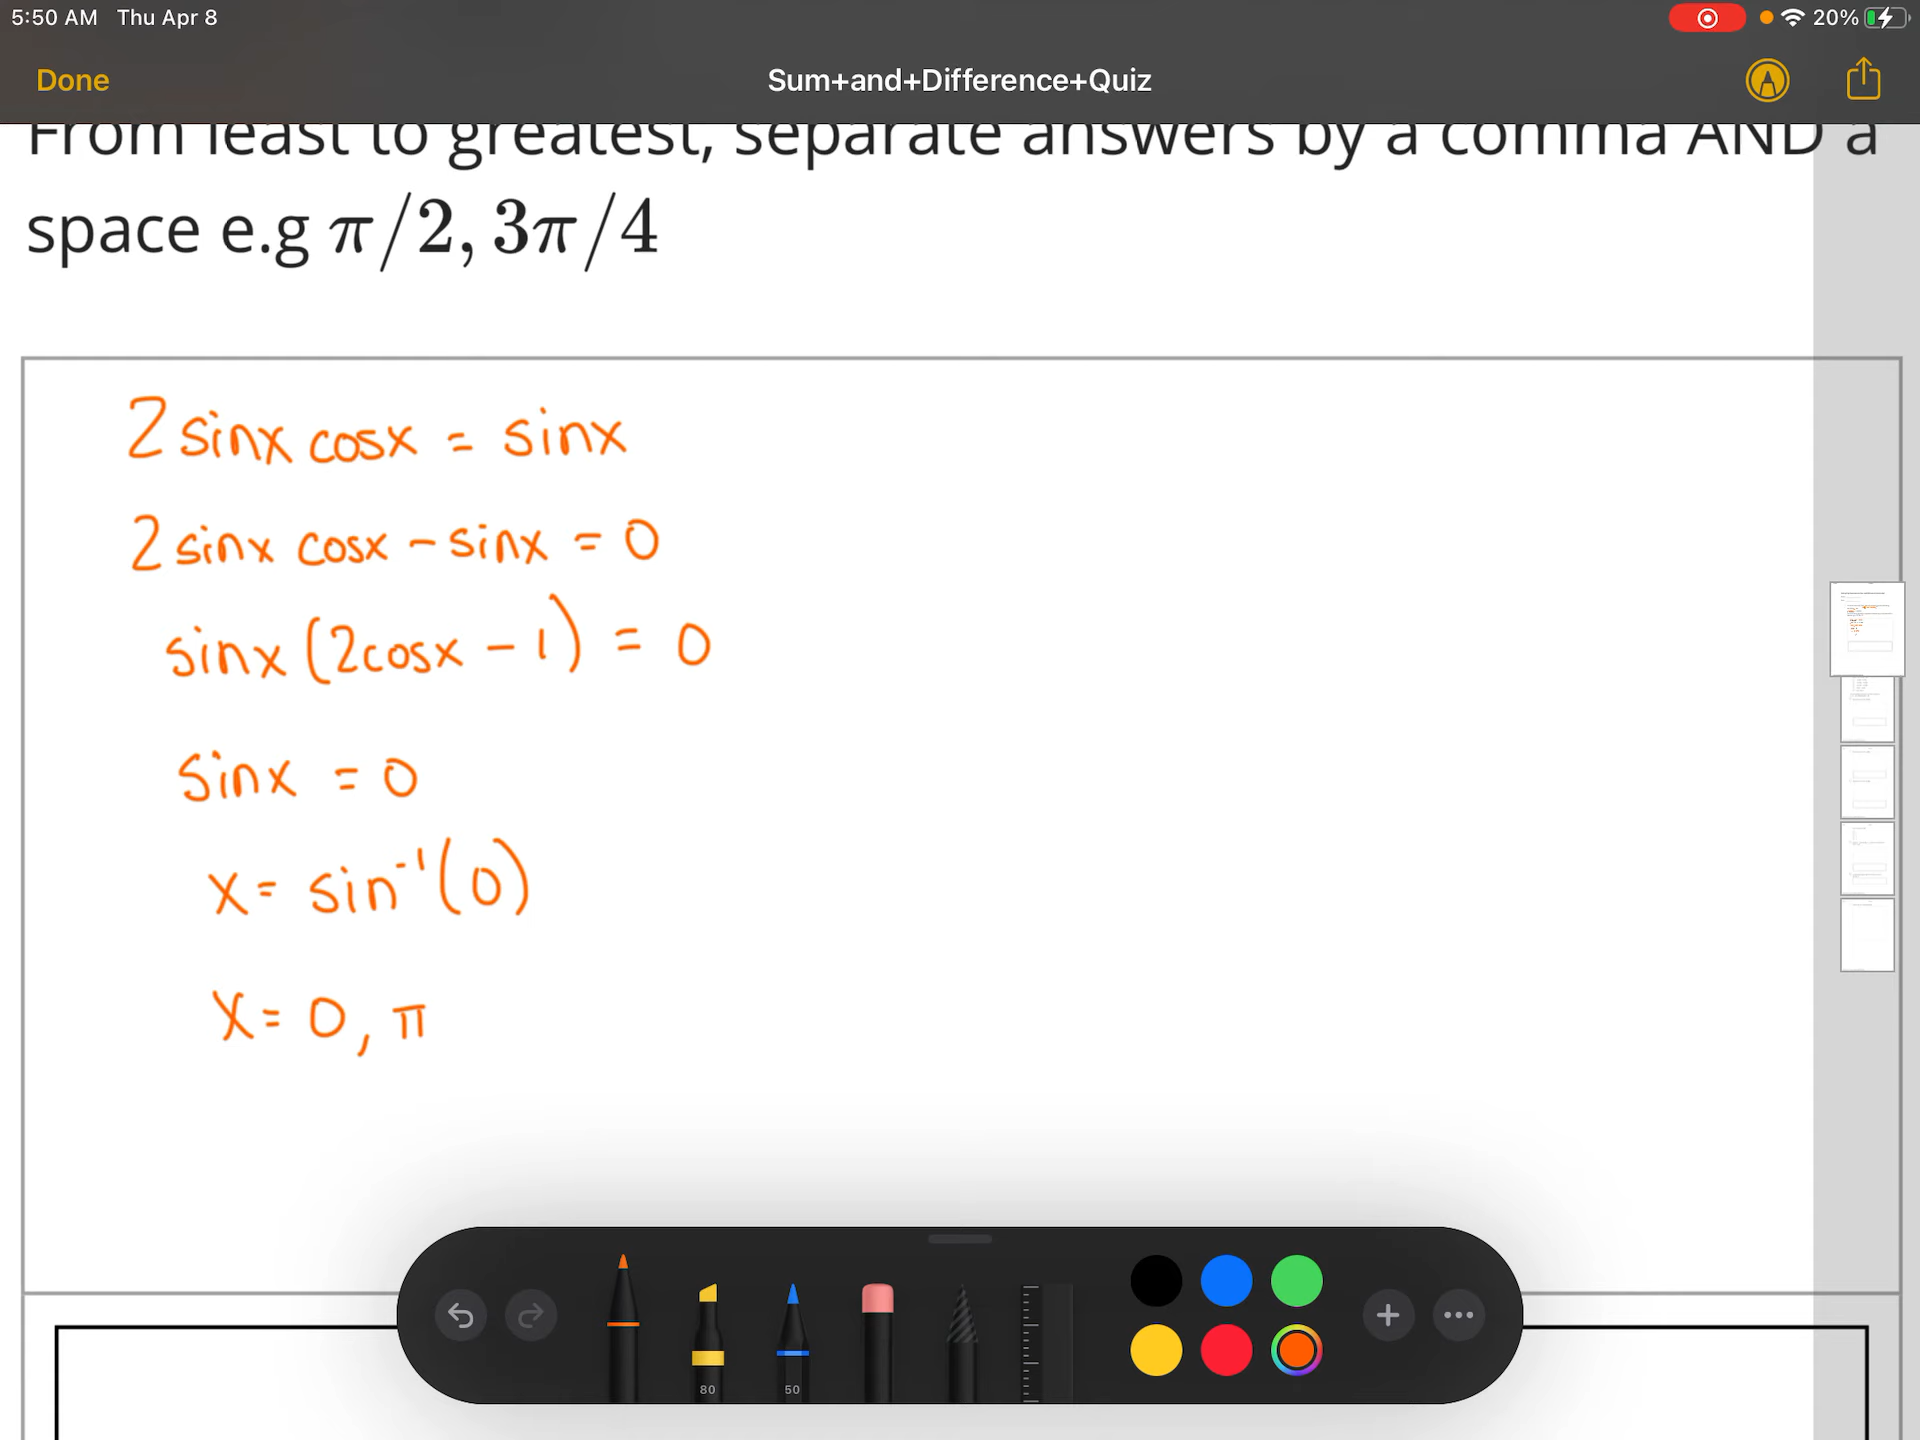 5:50 AM Thu Apr 8
20%
Done
Sum+and+Difference+Quiz
From least to greatest, separate answers by a comma AND a
space e.g π/2, 3π/4
2 sinx cosx = sinx
2 sinx cosx - sinx = 0
sinx (2cosx - 1) = 0
sinx = 0
x = sin⁻¹(0)
x = 0, π
80
50